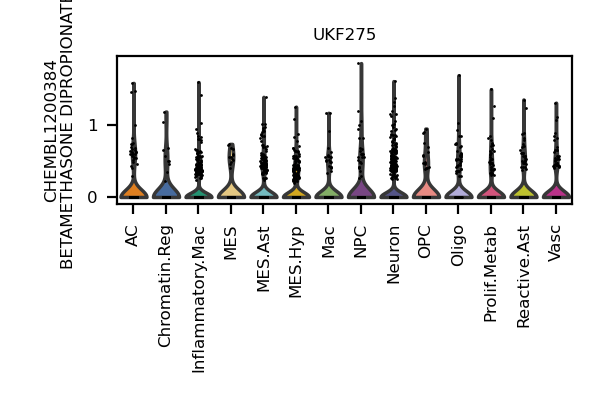 UKF275
CHEMBL1200384
BETAMETHASONE DIPROPIONATE
1
0
AC
Chromatin.Reg
Inflammatory.Mac
MES
MES.Ast
MES.Hyp
Mac
NPC
Neuron
OPC
Oligo
Prolif.Metab
Reactive.Ast
Vasc